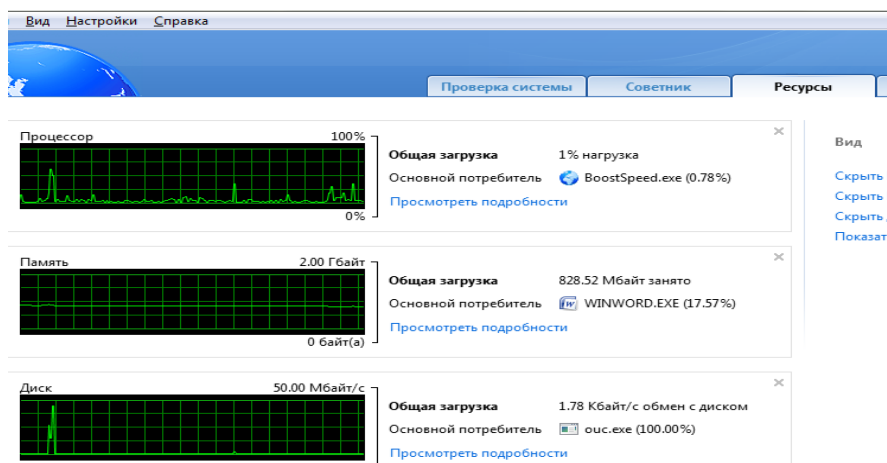 Вид Настройки Справка
Проверка системы Советник Ресурсы
Процессор 100%
Общая загрузка 1% нагрузка
Основной потребитель BoostSpeed.exe (0.78%)
Просмотреть подробности
0%
Вид
Скрыть
Скрыть
Скрыть
Показат
Память 2.00 Гбайт
Общая загрузка 828.52 Мбайт занято
Основной потребитель WINWORD.EXE (17.57%)
Просмотреть подробности
0 байт(а)
Диск 50.00 Мбайт/с
Общая загрузка 1.78 Кбайт/с обмен с диском
Основной потребитель ouc.exe (100.00%)
Просмотреть подробности